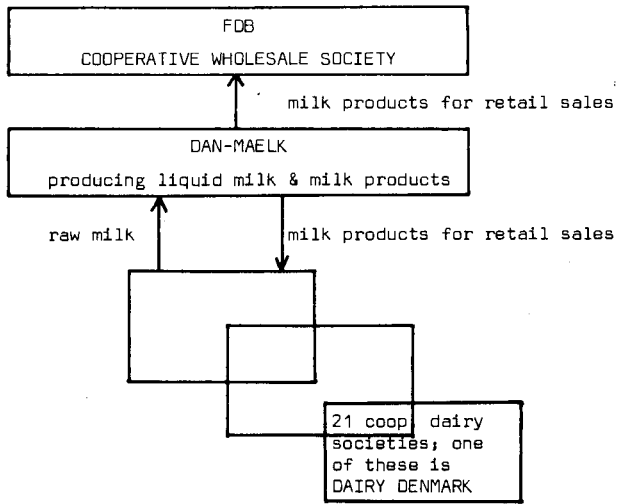 FDB
COOPERATIVE WHOLESALE SOCIETY
milk products for retail sales
DAN-MAELK
producing liquid milk & milk products
raw milk
milk products for retail sales
21 coop dairy
societies; one
of these is
DAIRY DENMARK